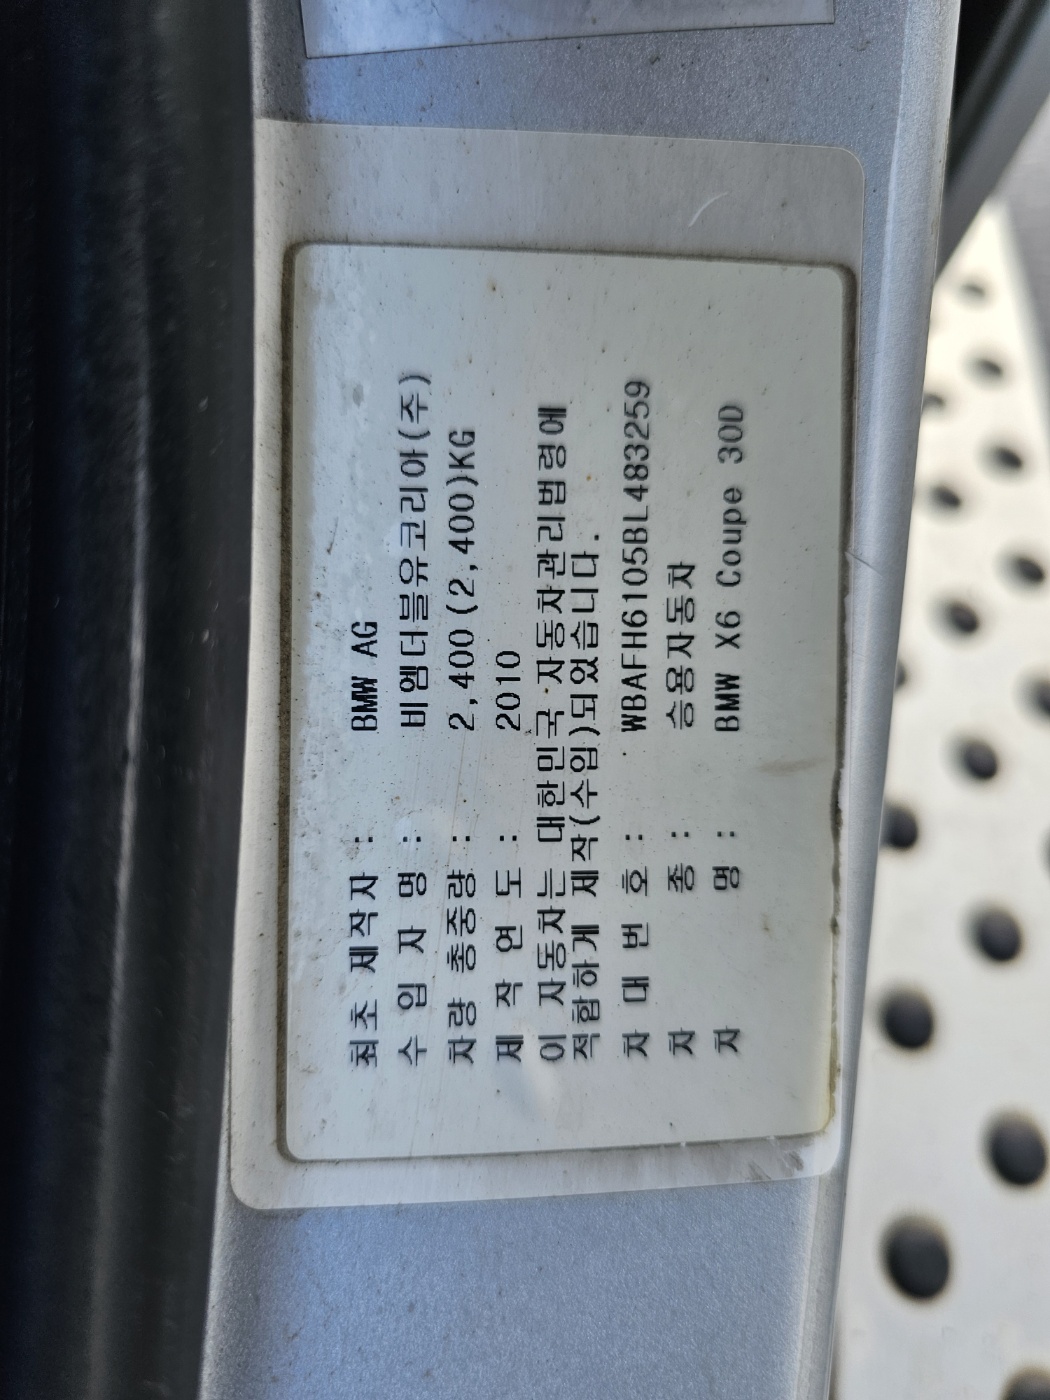 최초 제작자 : BMW AG
수 입 자 명 : 비엠더블유코리아(주)
차량 총중량 : 2,400(2,400)KG
제 작 연 도 : 2010
이 자동차는 대한민국 자동차관리법령에
적합하게 제작(수입)되었습니다.
차 대 번 호 : WBAFH6105BL483259
차 종 : 승용자동차
차 명 : BMW X6 Coupe 30D